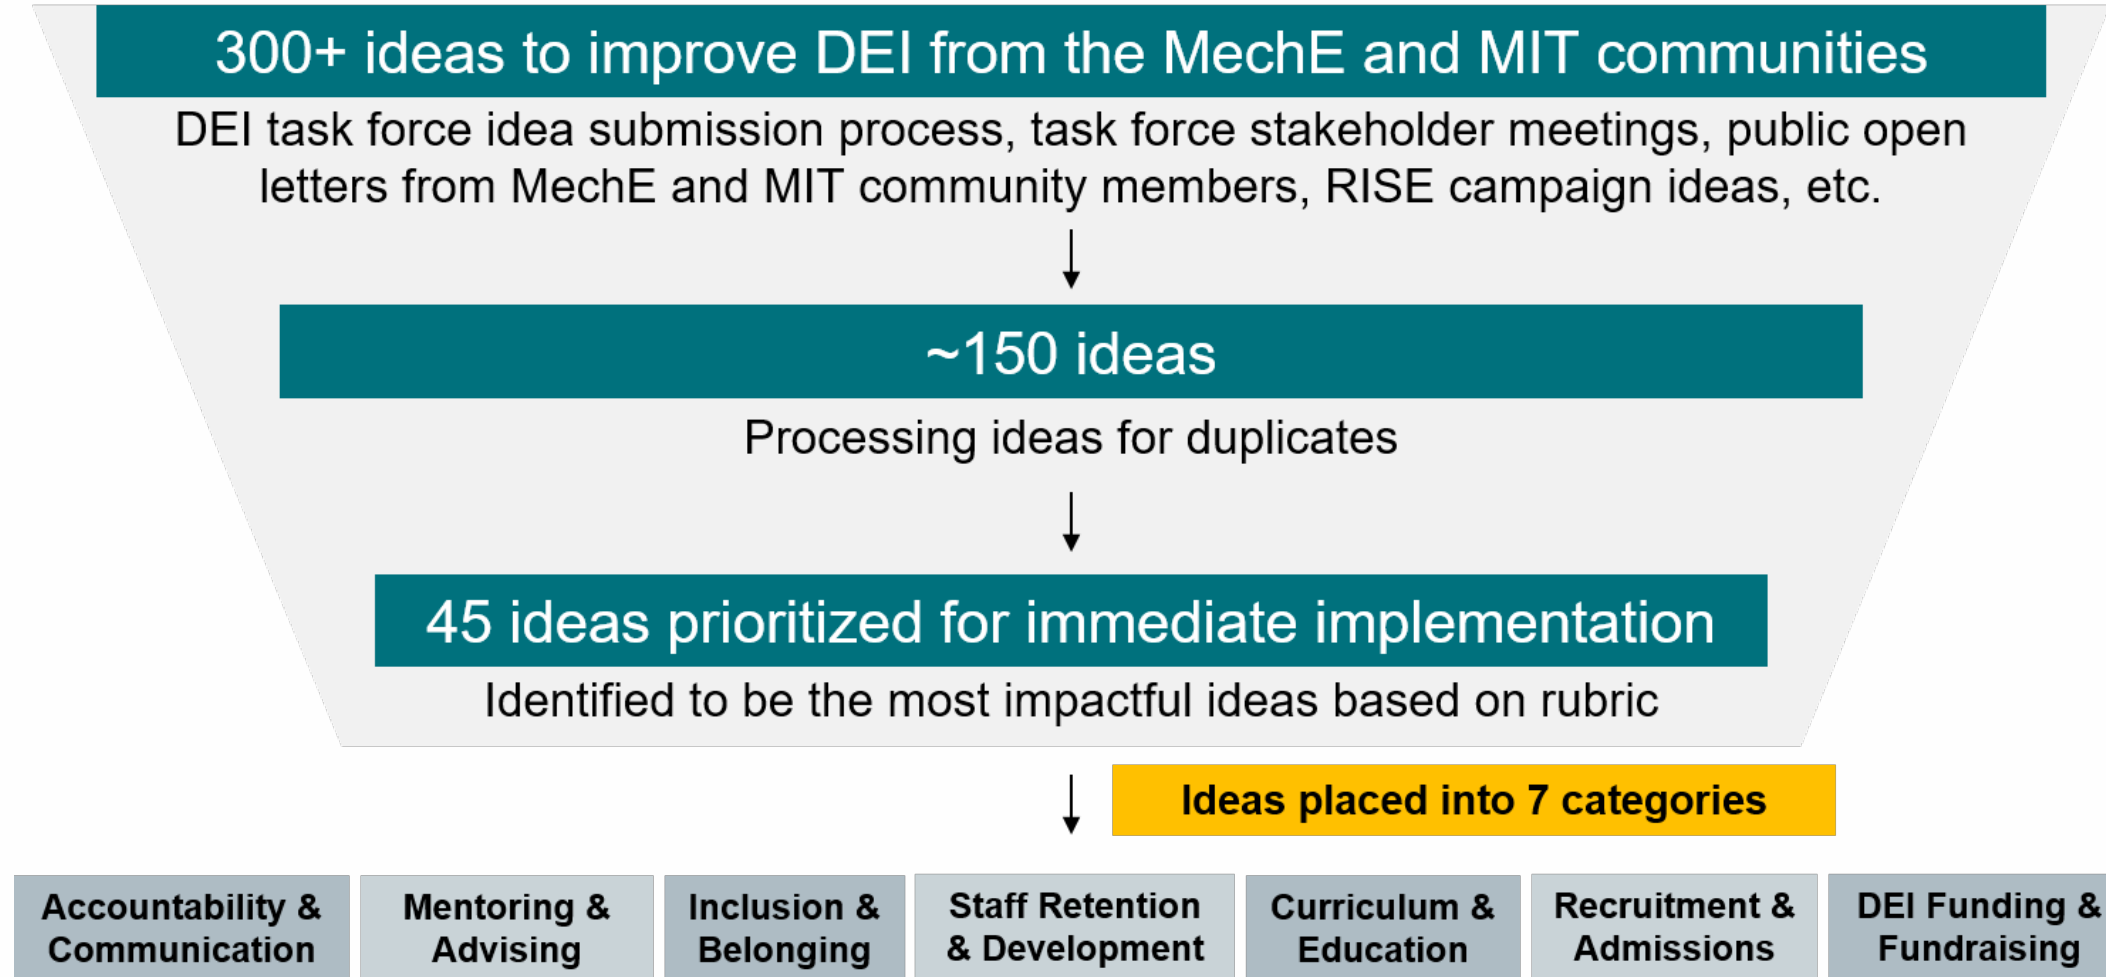 300+ ideas to improve DEI from the MechE and MIT communities
DEI task force idea submission process, task force stakeholder meetings, public open
letters from MechE and MIT community members, RISE campaign ideas, etc.
~150 ideas
Processing ideas for duplicates
45 ideas prioritized for immediate implementation
Identified to be the most impactful ideas based on rubric
Ideas placed into 7 categories
Accountability &
Communication
Mentoring &
Advising
Inclusion &
Belonging
Staff Retention
& Development
Curriculum &
Education
Recruitment &
Admissions
DEI Funding &
Fundraising